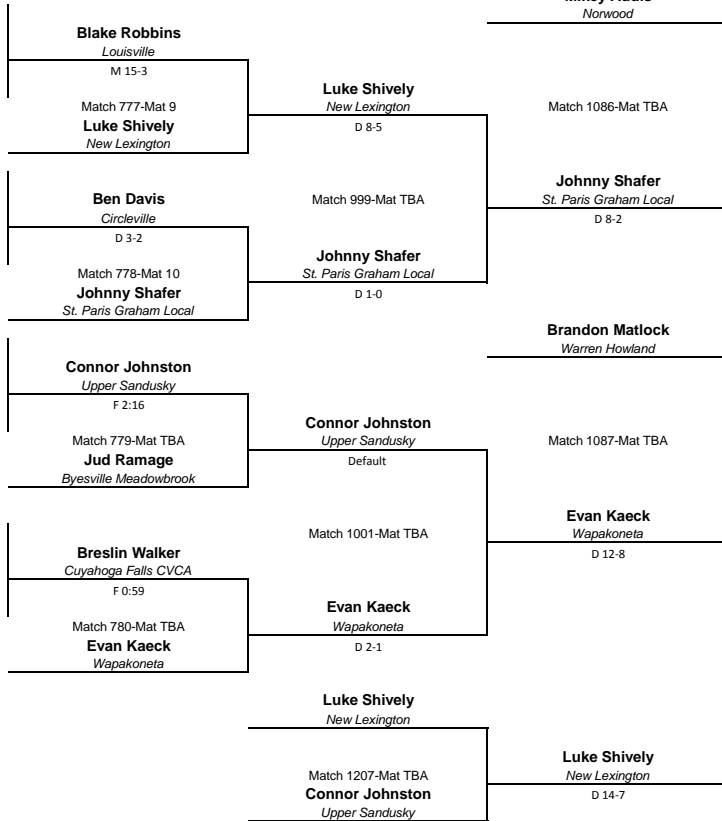 Norwood
Blake Robbins
Louisville
M 15-3
Match 777-Mat 9
Luke Shively
New Lexington
Luke Shively
New Lexington
D 8-5
Match 1086-Mat TBA
Ben Davis
Circleville
D 3-2
Match 778-Mat 10
Johnny Shafer
St. Paris Graham Local
Match 999-Mat TBA
Johnny Shafer
St. Paris Graham Local
D 1-0
Johnny Shafer
St. Paris Graham Local
D 8-2
Brandon Matlock
Warren Howland
Connor Johnston
Upper Sandusky
F 2:16
Match 779-Mat TBA
Jud Ramage
Byesville Meadowbrook
Connor Johnston
Upper Sandusky
Default
Match 1087-Mat TBA
Match 1001-Mat TBA
Evan Kaeck
Wapakoneta
D 12-8
Breslin Walker
Cuyahoga Falls CVCA
F 0:59
Match 780-Mat TBA
Evan Kaeck
Wapakoneta
Evan Kaeck
Wapakoneta
D 2-1
Luke Shively
New Lexington
Match 1207-Mat TBA
Connor Johnston
Upper Sandusky
Luke Shively
New Lexington
D 14-7